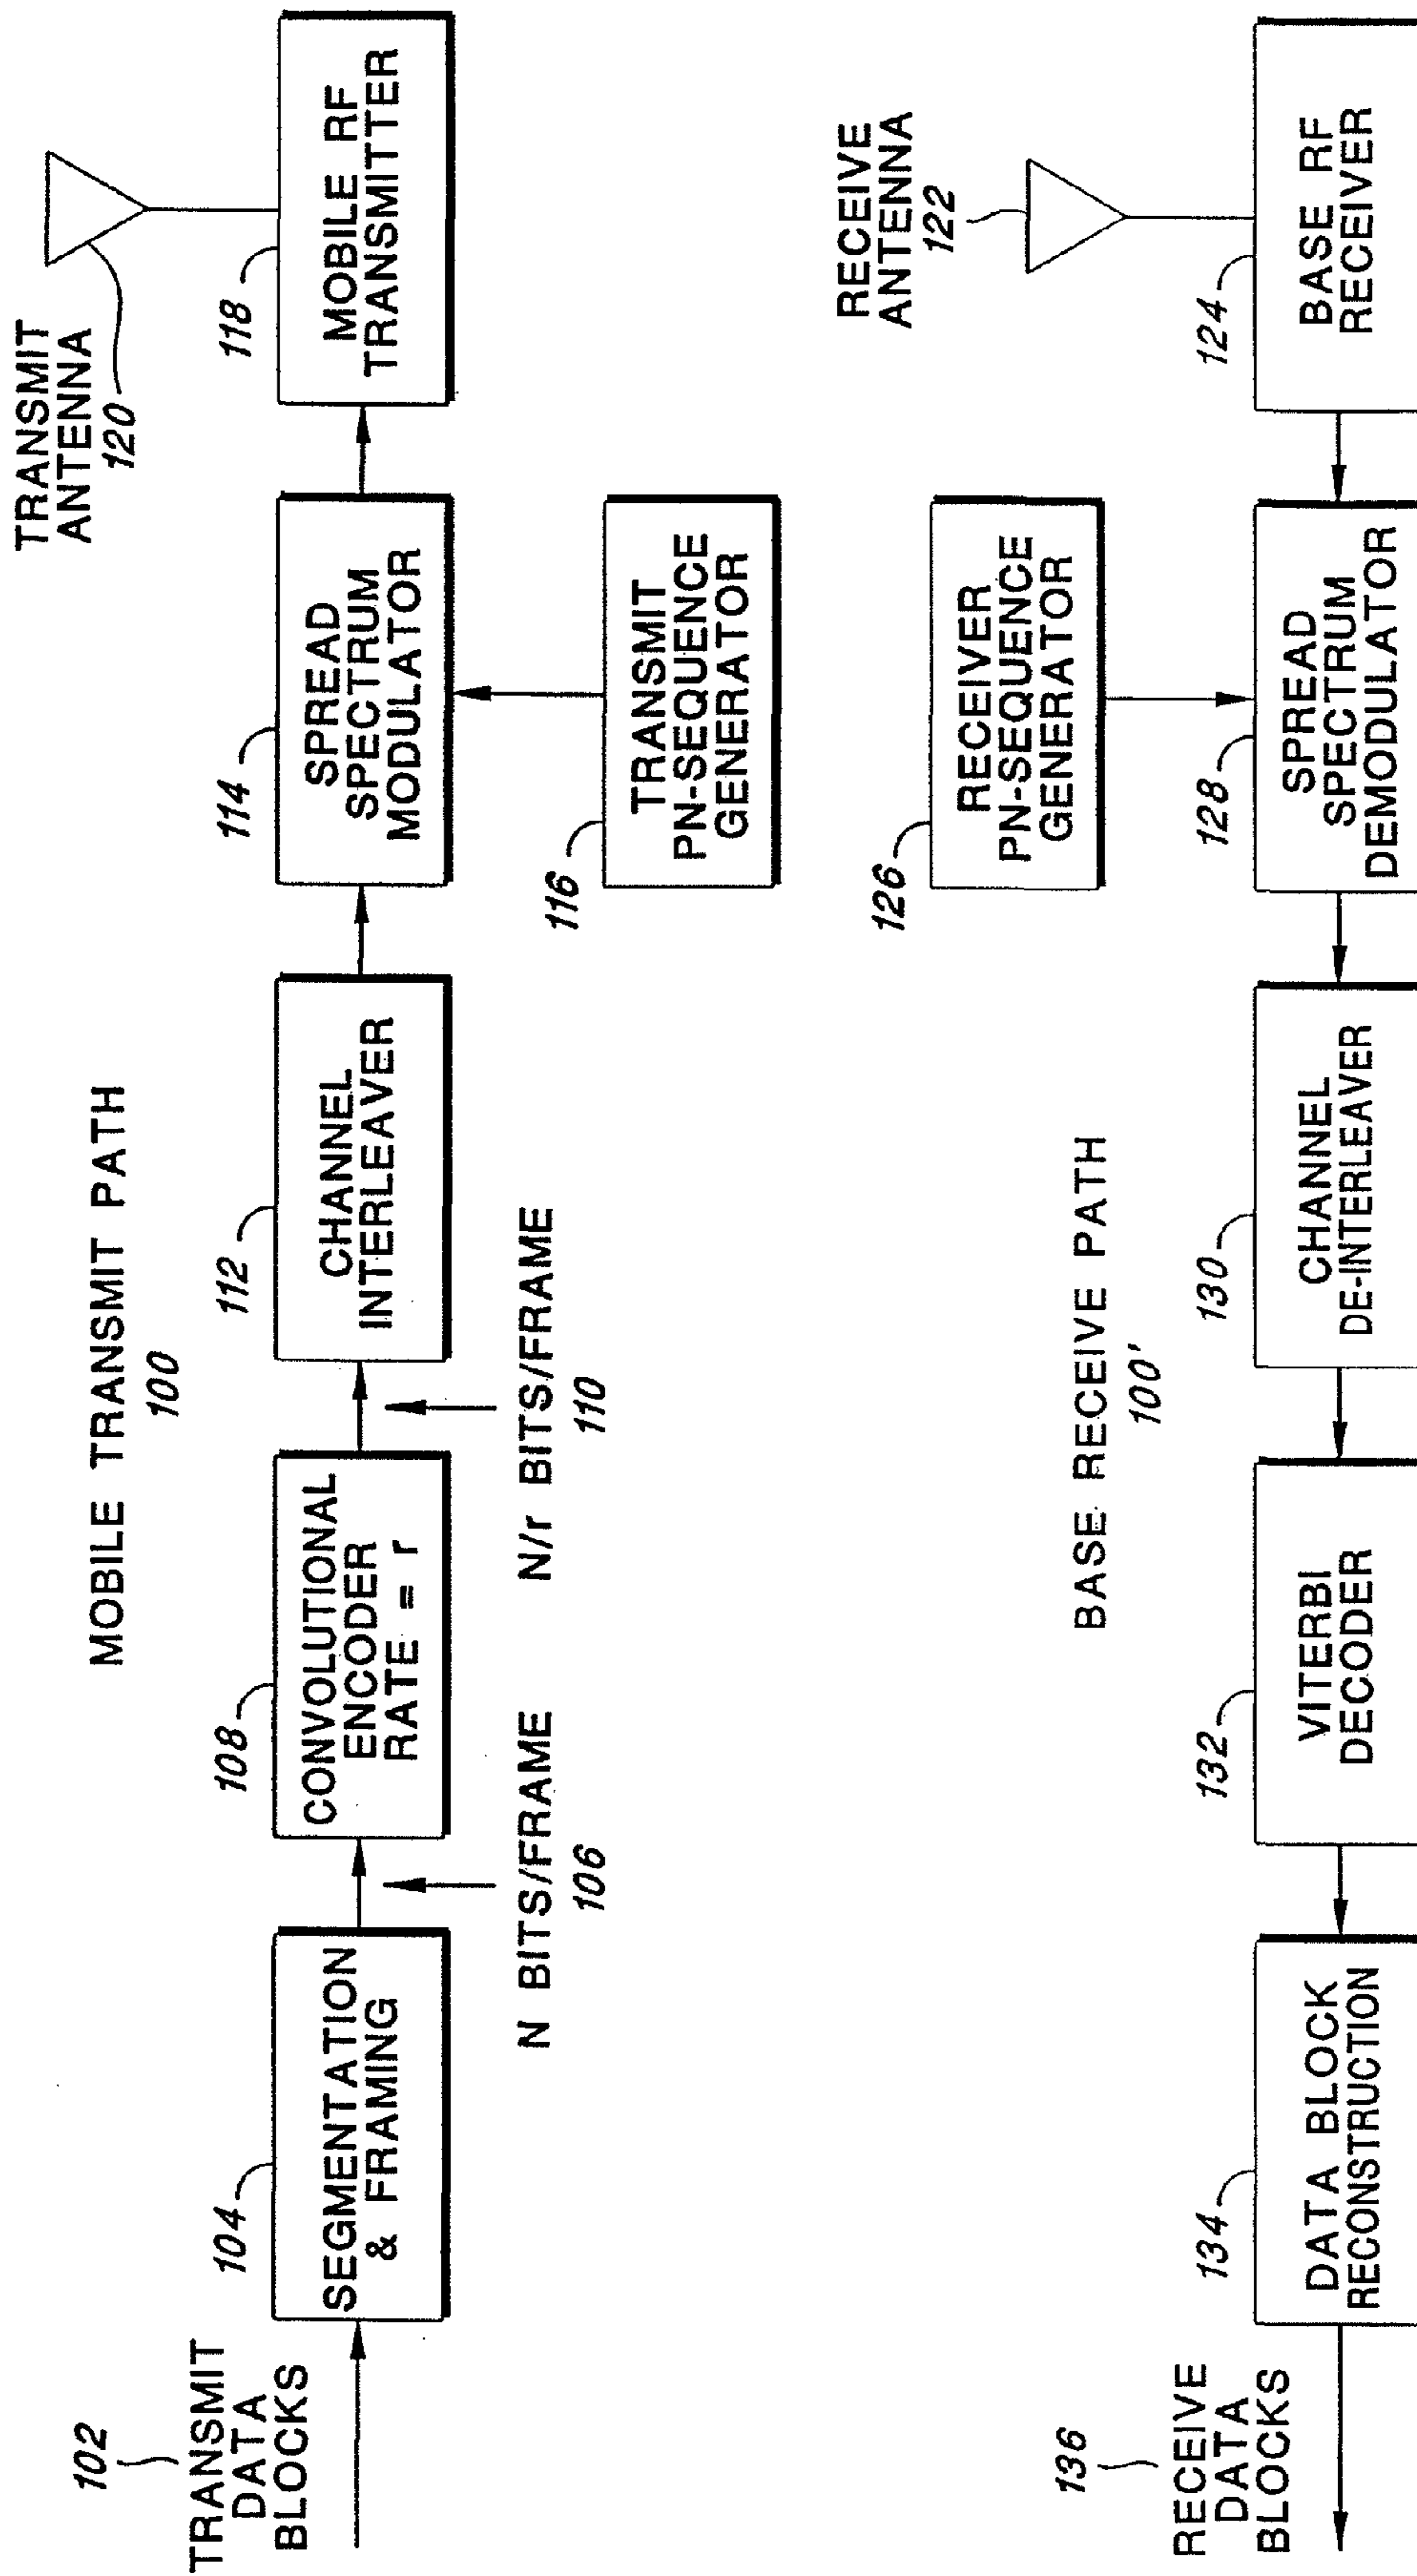 MOBILE TRANSMIT PATH
100
102
TRANSMIT
DATA
BLOCKS
104
SEGMENTATION
& FRAMING
N BITS/FRAME
106
108
CONVOLUTIONAL
ENCODER
RATE = r
N/r BITS/FRAME
110
112
CHANNEL
INTERLEAVER
114
SPREAD
SPECTRUM
MODULATOR
116
TRANSMIT
PN-SEQUENCE
GENERATOR
118
MOBILE RF
TRANSMITTER
TRANSMIT
ANTENNA
120
BASE RECEIVE PATH
100'
136
RECEIVE
DATA
BLOCKS
134
DATA BLOCK
RECONSTRUCTION
132
VITERBI
DECODER
130
CHANNEL
DE-INTERLEAVER
126
RECEIVER
PN-SEQUENCE
GENERATOR
128
SPREAD
SPECTRUM
DEMODULATOR
RECEIVE
ANTENNA
122
124
BASE RF
RECEIVER